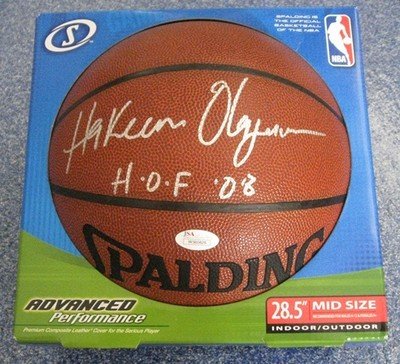 S
SPALDING IS
THE OFFICIAL
BASKETBALL
OF THE NBA
NBA
Hakeem Olajuwon
H.O.F '08
JSA
SPALDING
ADVANCED
Performance
Premium Composite Leather Cover for the Serious Player
28.5" MID SIZE
INDOOR/OUTDOOR